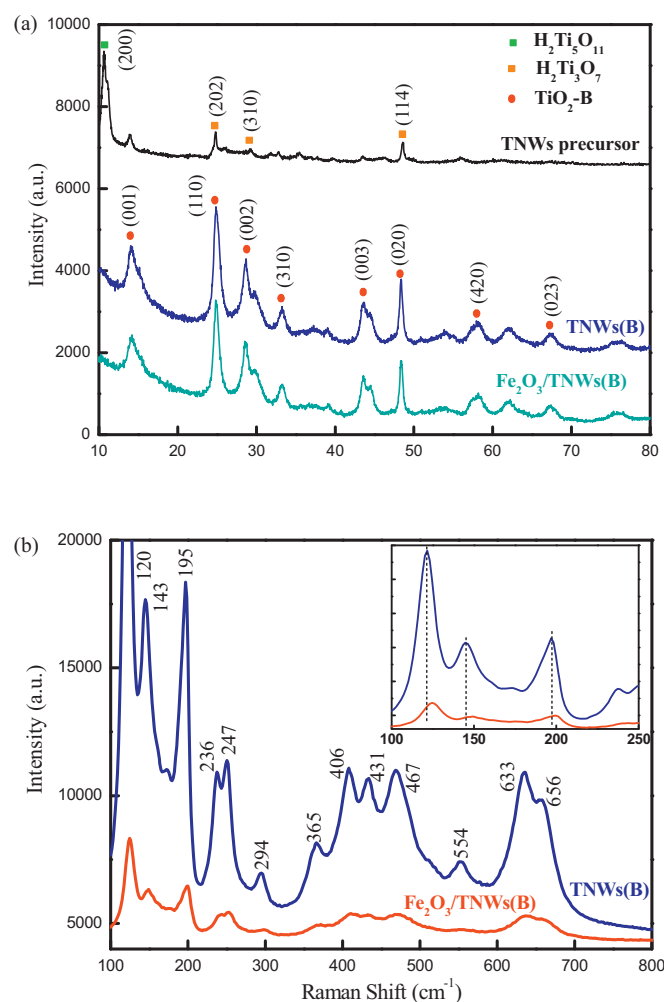 (a)
10000
8000
6000
4000
2000
0
Intensity (a.u.)
(200)
(202)
(310)
(114)
H₂Ti₅O₁₁
H₂Ti₃O₇
TiO₂-B
TNWs precursor
(001)
(110)
(002)
(310)
(003)
(020)
(420)
(023)
TNWs(B)
Fe₂O₃/TNWs(B)
10 20 30 40 50 60 70 80
(b)
20000
15000
10000
5000
Intensity (a.u.)
120
143
195
236
247
294
365
406
431
467
554
633
656
100 150 200 250
TNWs(B)
Fe₂O₃/TNWs(B)
100 200 300 400 500 600 700 800
Raman Shift (cm⁻¹)